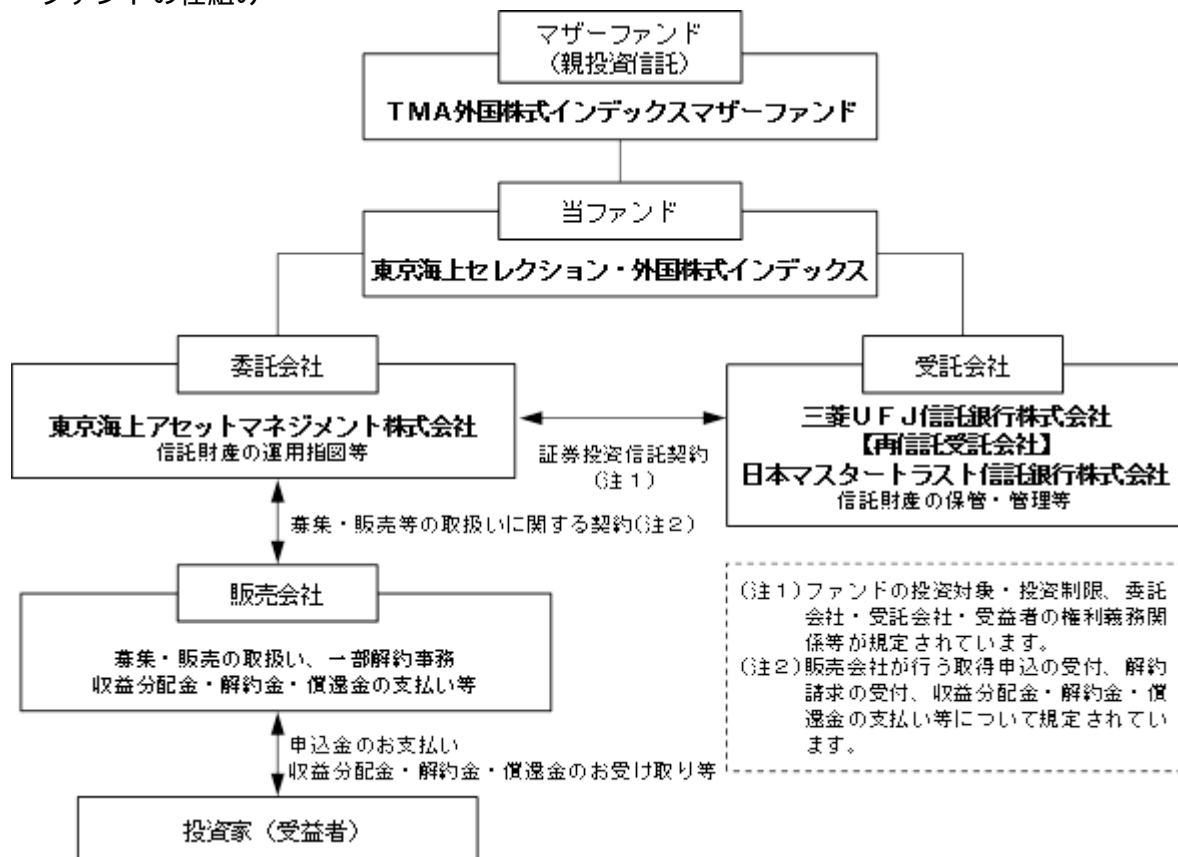 ファンドの仕組み
マザーファンド
(親投資信託)
TMA外国株式インデックスマザーファンド
当ファンド
東京海上セレクション・外国株式インデックス
委託会社
東京海上アセットマネジメント株式会社
信託財産の運用指図等
証券投資信託契約
(注1)
受託会社
三菱UFJ信託銀行株式会社
【再信託受託会社】
日本マスタートラスト信託銀行株式会社
信託財産の保管・管理等
募集・販売等の取扱いに関する契約(注2)
販売会社
募集・販売の取扱い、一部解約事務
収益分配金・解約金・償還金の支払い等
申込金のお支払い
収益分配金・解約金・償還金のお受け取り等
投資家(受益者)
(注1)ファンドの投資対象・投資制限、委託
会社・受託会社・受益者の権利義務関
係等が規定されています。
(注2)販売会社が行う取得申込の受付、解約
請求の受付、収益分配金・解約金・償
還金の支払い等について規定されてい
ます。